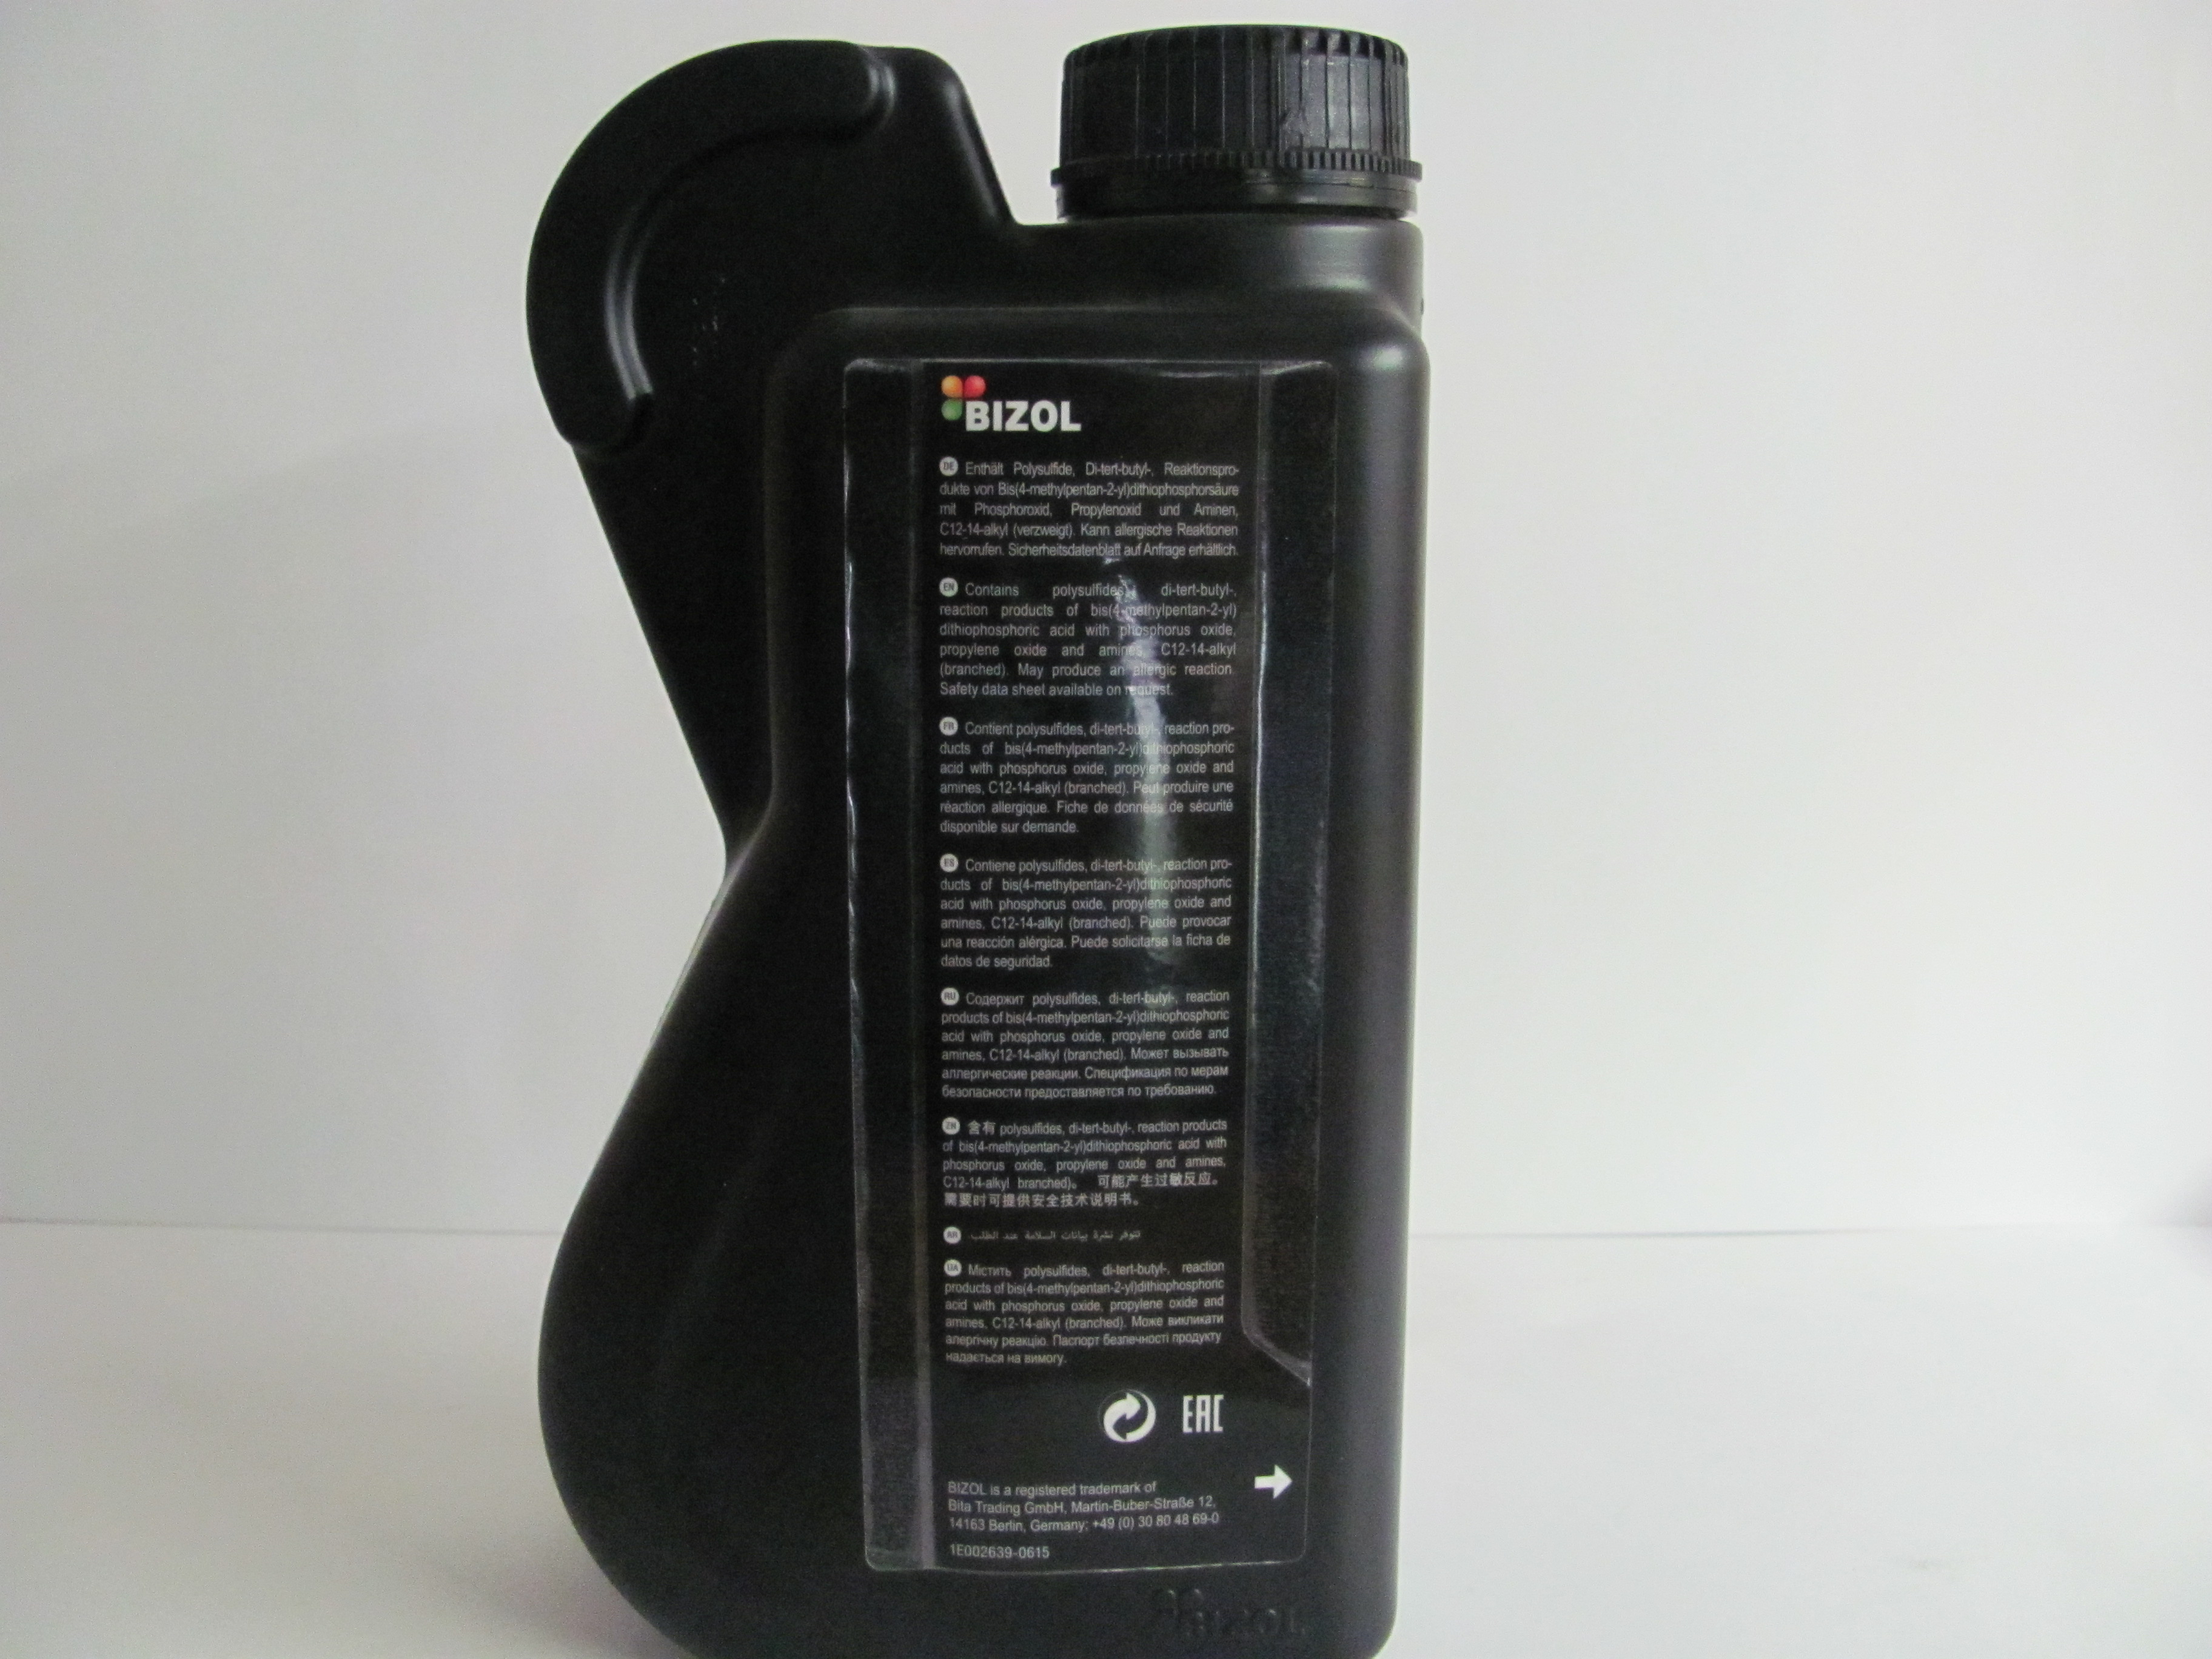 BIZOL
DE Enthält Polysulfide, Di-tert-butyl-, Reaktionspro-
dukte von Bis(4-methylpentan-2-yl)dithiophosphorsäure
mit Phosphoroxid, Propylenoxid und Aminen,
C12-14-alkyl (verzweigt). Kann allergische Reaktionen
hervorrufen. Sicherheitsdatenblatt auf Anfrage erhältlich.
EN Contains polysulfides, di-tert-butyl-,
reaction products of bis(4-methylpentan-2-yl)
dithiophosphoric acid with phosphorus oxide,
propylene oxide and amines, C12-14-alkyl
(branched). May produce an allergic reaction.
Safety data sheet available on request.
FR Contient polysulfides, di-tert-butyl-, reaction pro-
ducts of bis(4-methylpentan-2-yl)dithiophosphoric
acid with phosphorus oxide, propylene oxide and
amines, C12-14-alkyl (branched). Peut produire une
réaction allergique. Fiche de données de sécurité
disponible sur demande.
ES Contiene polysulfides, di-tert-butyl-, reaction pro-
ducts of bis(4-methylpentan-2-yl)dithiophosphoric
acid with phosphorus oxide, propylene oxide and
amines, C12-14-alkyl (branched). Puede provocar
una reacción alérgica. Puede solicitarse la ficha de
datos de seguridad.
RU Содержит polysulfides, di-tert-butyl-, reaction
products of bis(4-methylpentan-2-yl)dithiophosphoric
acid with phosphorus oxide, propylene oxide and
amines, C12-14-alkyl (branched). Может вызывать
аллергические реакции. Спецификация по мерам
безопасности предоставляется по требованию.
ZH 含有 polysulfides, di-tert-butyl-, reaction products
of bis(4-methylpentan-2-yl)dithiophosphoric acid with
phosphorus oxide, propylene oxide and amines,
C12-14-alkyl branched)。 可能产生过敏反应。
需要时可提供安全技术说明书。
AR تتوفر نشرة بيانات السلامة عند الطلب.
UA Містить polysulfides, di-tert-butyl-, reaction
products of bis(4-methylpentan-2-yl)dithiophosphoric
acid with phosphorus oxide, propylene oxide and
amines, C12-14-alkyl (branched). Може викликати
алергічну реакцію. Паспорт безпечності продукту
надається на вимогу.
EAC
BIZOL is a registered trademark of
Bita Trading GmbH, Martin-Buber-Straße 12,
14163 Berlin, Germany; +49 (0) 30 80 48 69-0
1E002639-0615
BIZOL